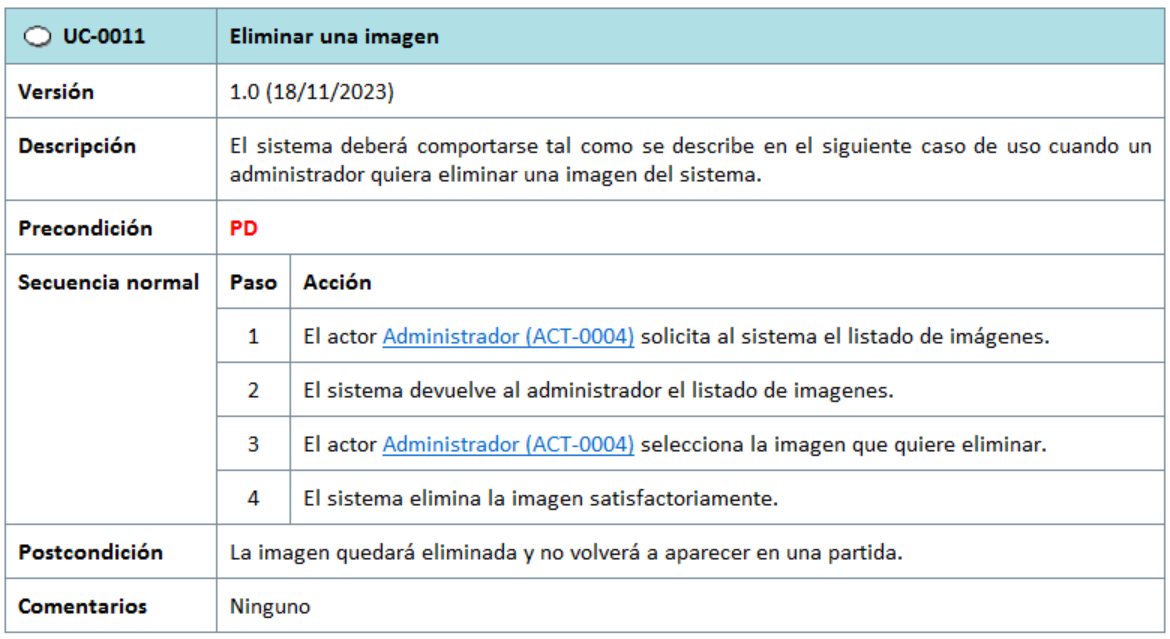 UC-0011 Eliminar una imagen
Versión 1.0 (18/11/2023)
Descripción El sistema deberá comportarse tal como se describe en el siguiente caso de uso cuando un
administrador quiera eliminar una imagen del sistema.
Precondición PD
Secuencia normal Paso Acción
1 El actor Administrador (ACT-0004) solicita al sistema el listado de imágenes.
2 El sistema devuelve al administrador el listado de imagenes.
3 El actor Administrador (ACT-0004) selecciona la imagen que quiere eliminar.
4 El sistema elimina la imagen satisfactoriamente.
Postcondición La imagen quedará eliminada y no volverá a aparecer en una partida.
Comentarios Ninguno